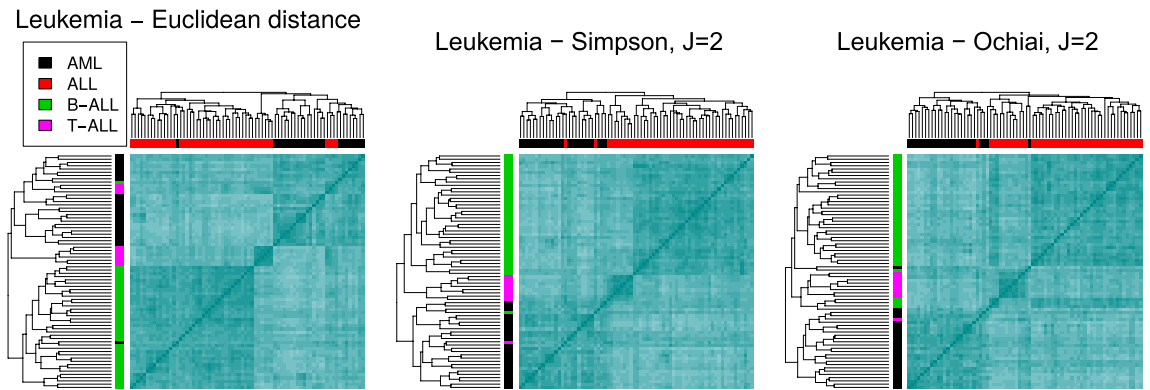 Leukemia − Euclidean distance
Leukemia − Simpson, J=2
Leukemia − Ochiai, J=2
AML
ALL
B−ALL
T−ALL